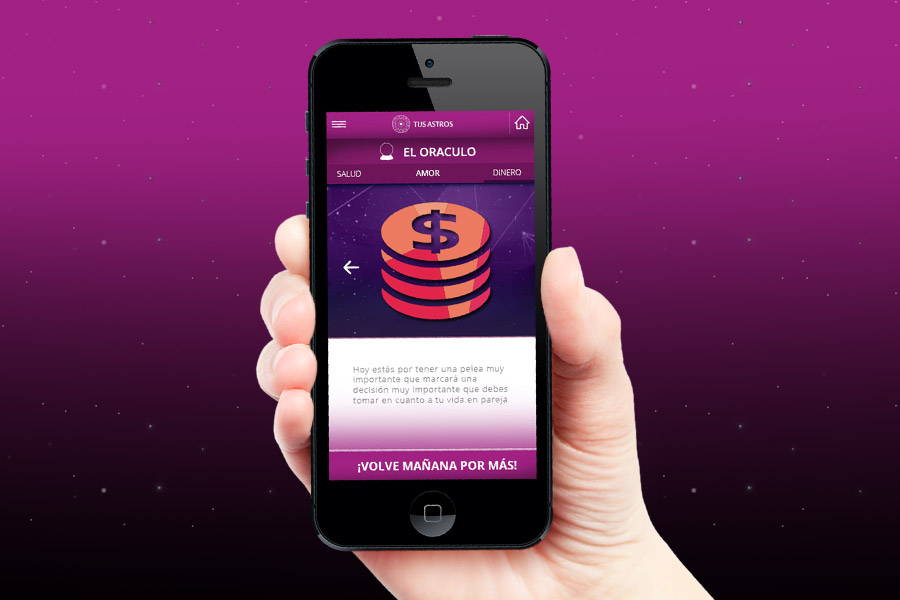 TUS ASTROS
EL ORACULO
SALUD AMOR DINERO
$
Hoy estás por tener una pelea muy
importante que marcará una
decisión muy importante que debes
tomar en cuanto a tu vida en pareja
¡VOLVE MAÑANA POR MÁS!